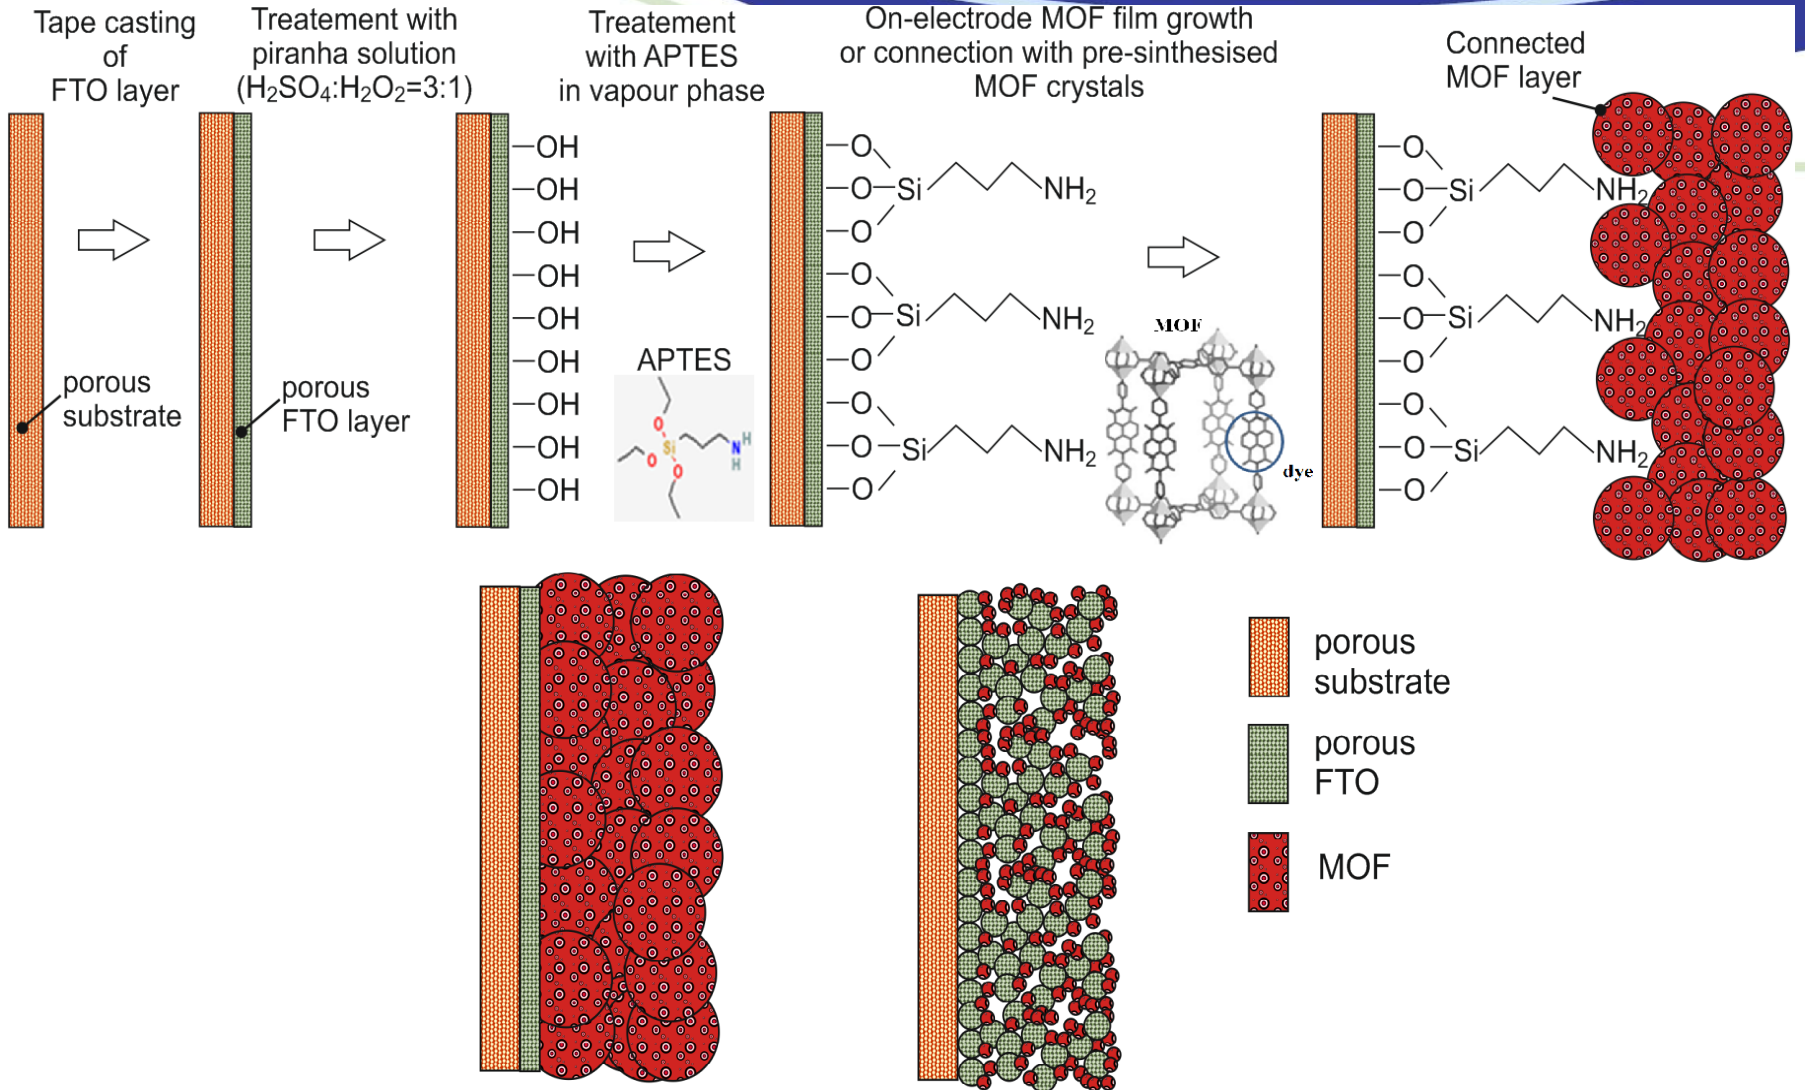 Tape casting
of
FTO layer
Treatement with
piranha solution
(H₂SO₄:H₂O₂=3:1)
Treatement
with APTES
in vapour phase
On-electrode MOF film growth
or connection with pre-sinthesised
MOF crystals
Connected
MOF layer
OH
OH
OH
OH
OH
OH
OH
OH
OH
O
O
O
Si
NH₂
O
O
O
Si
NH₂
O
O
O
Si
NH₂
O
O
O
Si
NH₂
O
O
O
Si
NH₂
O
O
O
Si
NH₂
porous
substrate
porous
FTO layer
APTES
O
Si
O
O
N
H
H
MOF
dye
porous
substrate
porous
FTO
MOF